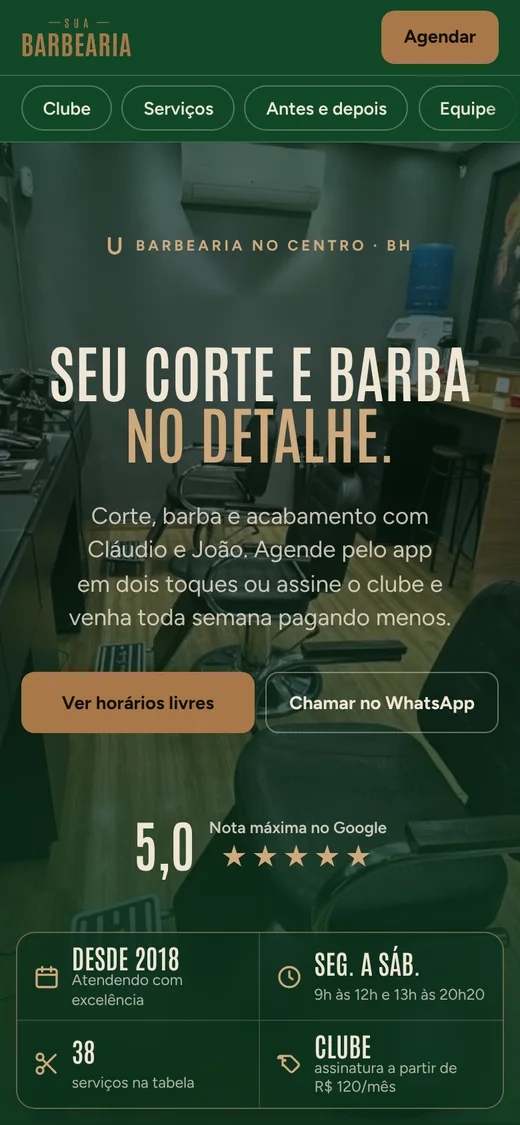 SUA
BARBEARIA
Agendar
Clube
Serviços
Antes e depois
Equipe
BARBEARIA NO CENTRO · BH
SEU CORTE E BARBA
NO DETALHE.
Corte, barba e acabamento com
Cláudio e João. Agende pelo app
em dois toques ou assine o clube e
venha toda semana pagando menos.
Ver horários livres
Chamar no WhatsApp
5,0
Nota máxima no Google
★★★★★
DESDE 2018
Atendendo com
excelência
SEG. A SÁB.
9h às 12h e 13h às 20h20
38
serviços na tabela
CLUBE
assinatura a partir de
R$ 120/mês